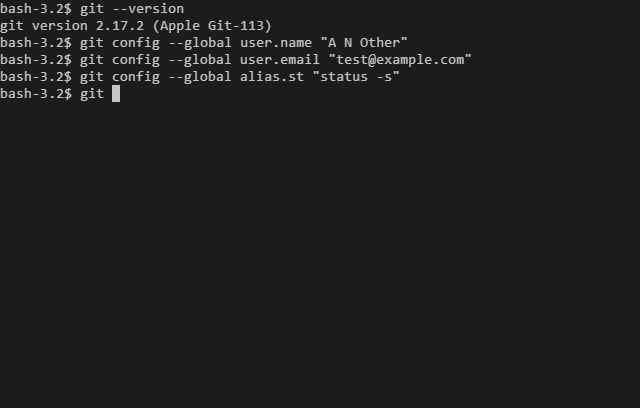 bash-3.2$ git --version
git version 2.17.2 (Apple Git-113)
bash-3.2$ git config --global user.name "A N Other"
bash-3.2$ git config --global user.email "test@example.com"
bash-3.2$ git config --global alias.st "status -s"
bash-3.2$ git